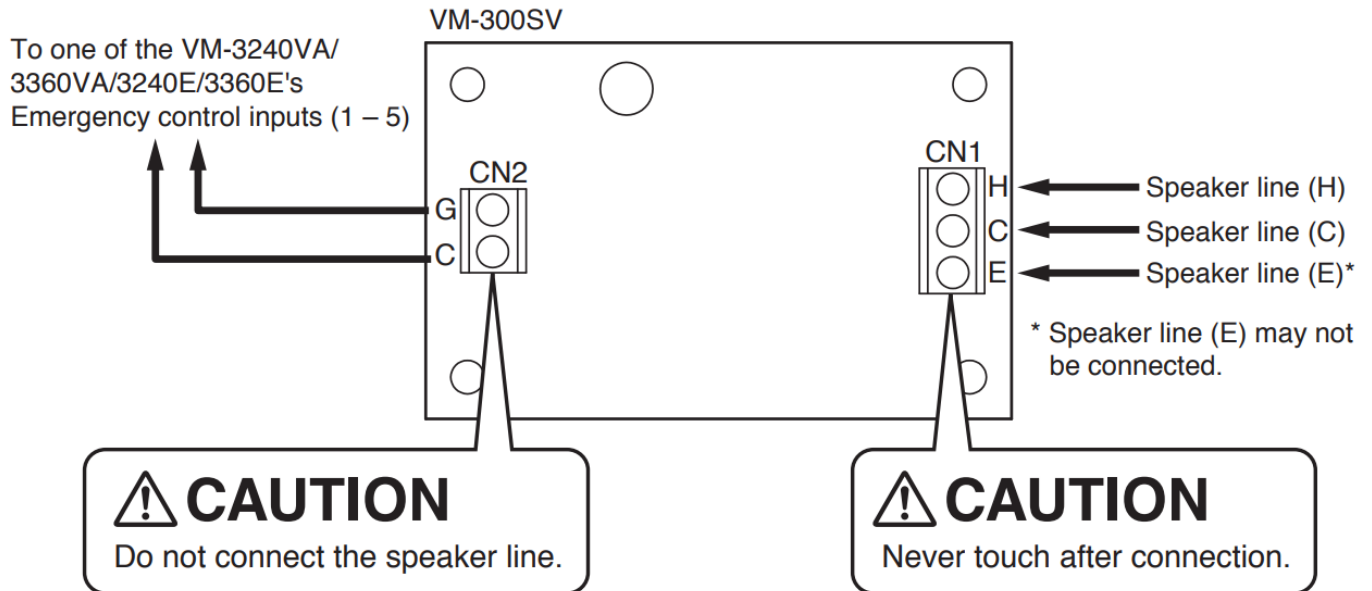 VM-300SV
To one of the VM-3240VA/
3360VA/3240E/3360E's
Emergency control inputs (1 – 5)
CN2
G
C
CN1
H
Speaker line (H)
C
Speaker line (C)
E
Speaker line (E)*
* Speaker line (E) may not
be connected.
CAUTION
Do not connect the speaker line.
CAUTION
Never touch after connection.